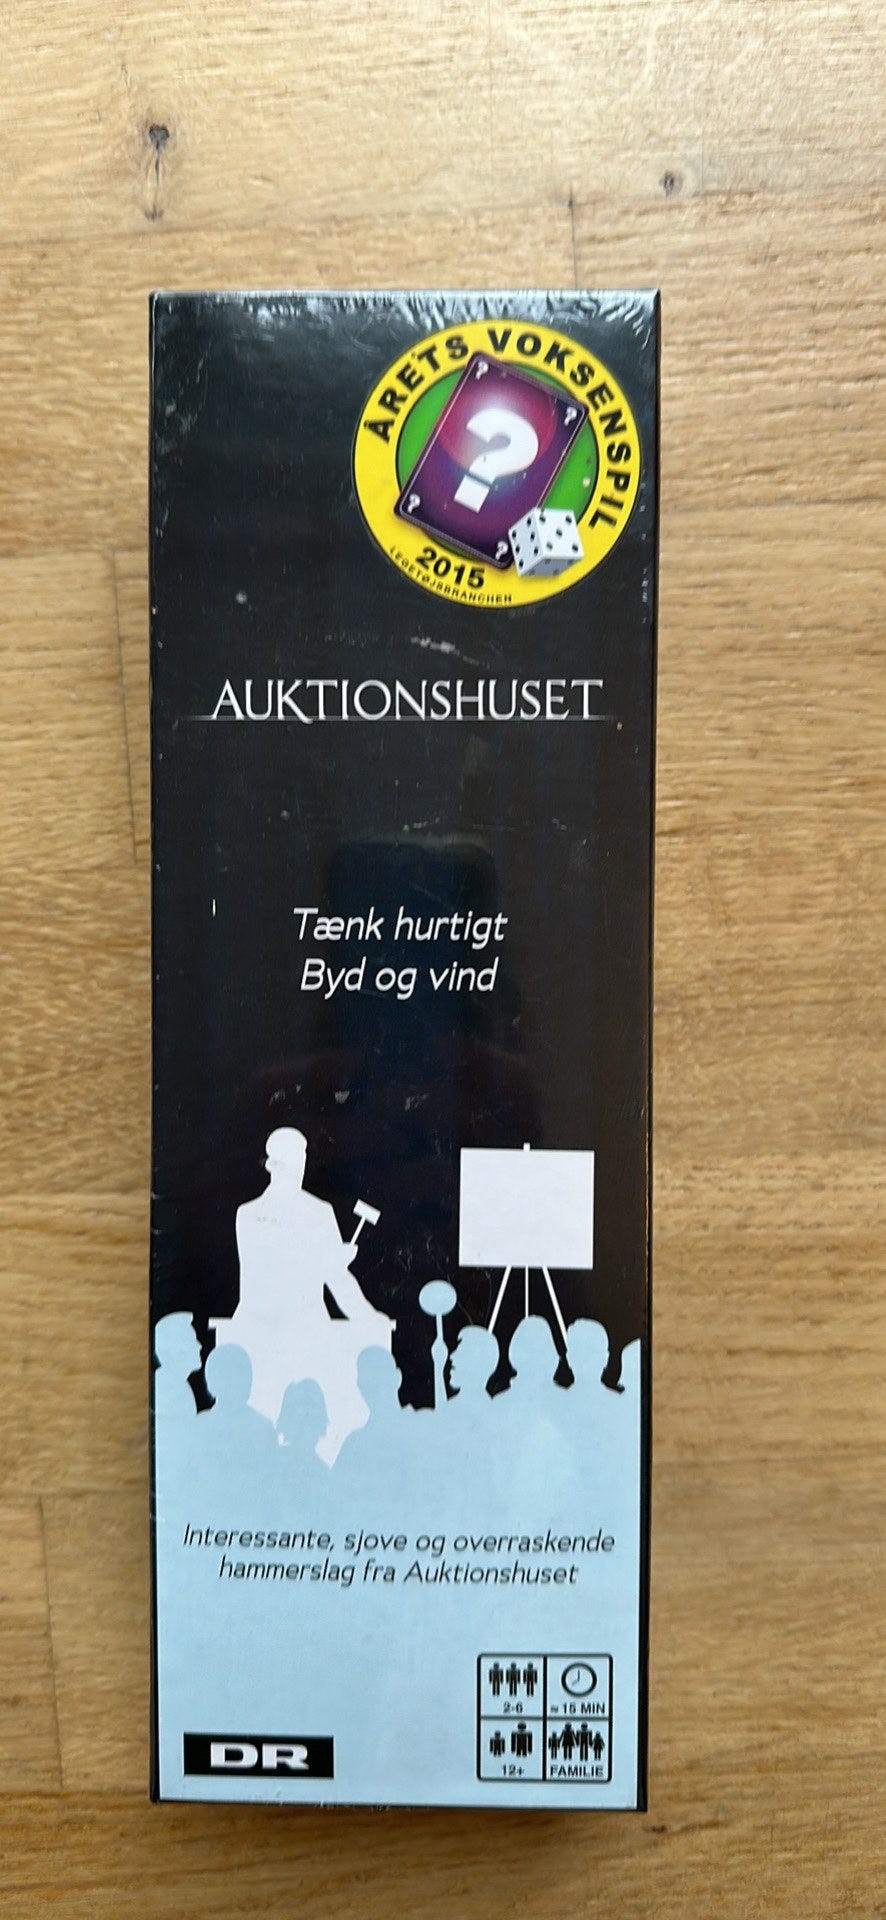 ÅRETS VOKSENSPIL
?
?
?
?
?
2015
LEGETØJSBRANCHEN
AUKTIONSHUSET
Tænk hurtigt
Byd og vind
Interessante, sjove og overraskende
hammerslag fra Auktionshuset
2-6
≈ 15 MIN
12+
FAMILIE
DR